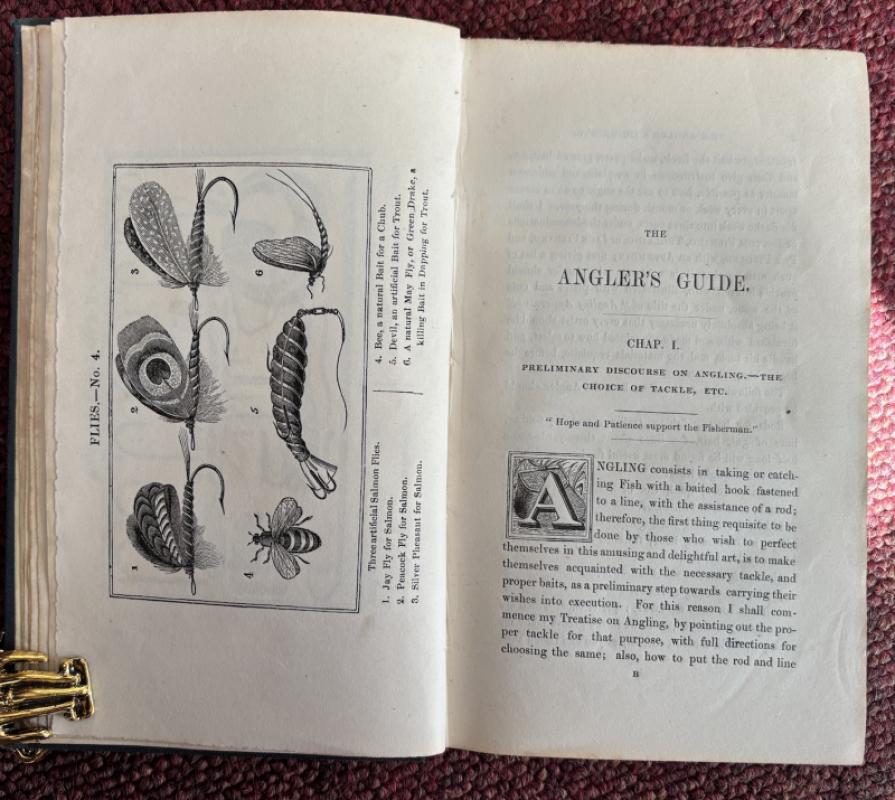 FLIES.—No. 4.
1
2
3
4
5
6
Three artificial Salmon Flies.
1. Jay Fly for Salmon.
2. Peacock Fly for Salmon.
3. Silver Pheasant for Salmon.
4. Bee, a natural Bait for a Chub.
5. Devil, an artificial Bait for Trout.
6. A natural May Fly, or Green Drake, a
killing Bait in Dapping for Trout.
THE
ANGLER'S GUIDE.
CHAP. I.
PRELIMINARY DISCOURSE ON ANGLING.—THE
CHOICE OF TACKLE, ETC.
" Hope and Patience support the Fisherman."
ANGLING consists in taking or catch-
ing Fish with a baited hook fastened
to a line, with the assistance of a rod;
therefore, the first thing requisite to be
done by those who wish to perfect
themselves in this amusing and delightful art, is to make
themselves acquainted with the necessary tackle, and
proper baits, as a preliminary step towards carrying their
wishes into execution. For this reason I shall com-
mence my Treatise on Angling, by pointing out the pro-
per tackle for that purpose, with full directions for
choosing the same; also, how to put the rod and line
B